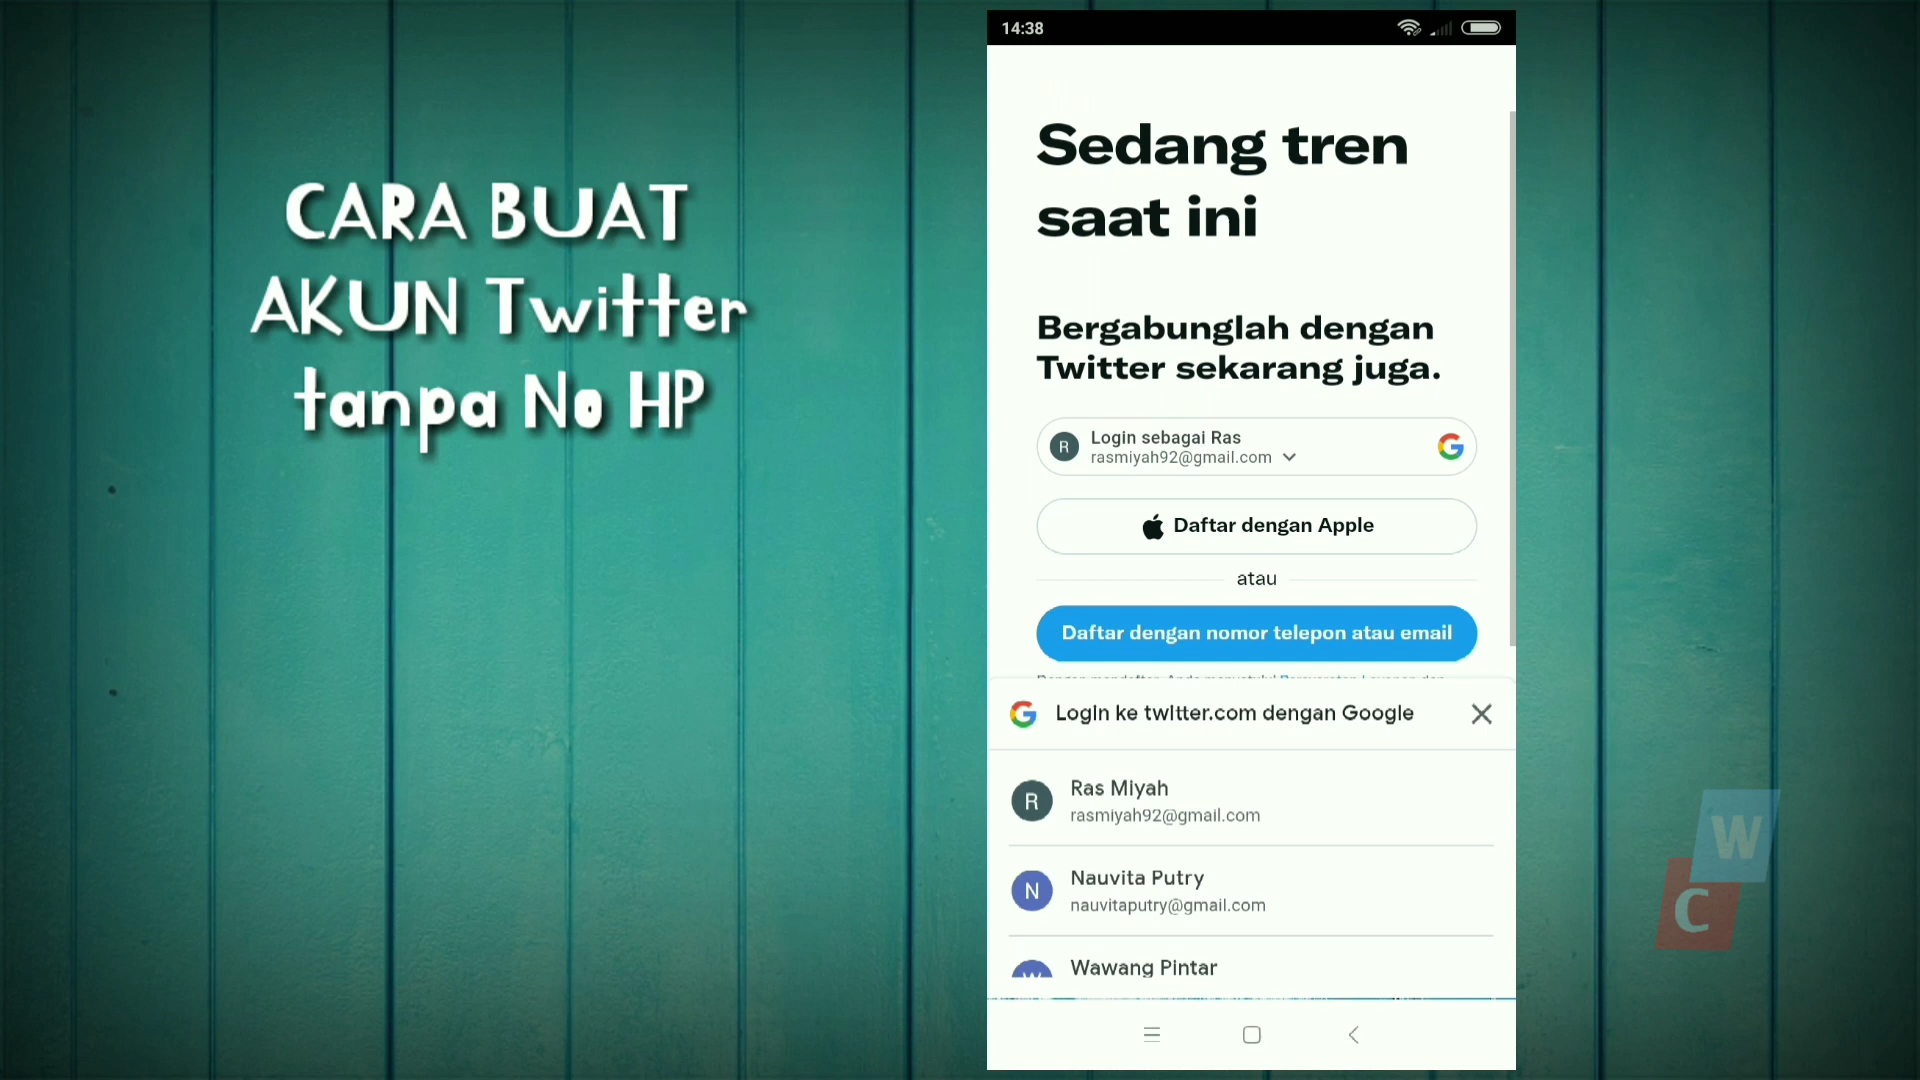 CARA BUAT
AKUN Twitter
tanpa No HP
14:38
Sedang tren
saat ini
Bergabunglah dengan
Twitter sekarang juga.
R
Login sebagai Ras
rasmiyah92@gmail.com
Daftar dengan Apple
atau
Daftar dengan nomor telepon atau email
Login ke twitter.com dengan Google
R
Ras Miyah
rasmiyah92@gmail.com
N
Nauvita Putry
nauvitaputry@gmail.com
W
Wawang Pintar
W
C